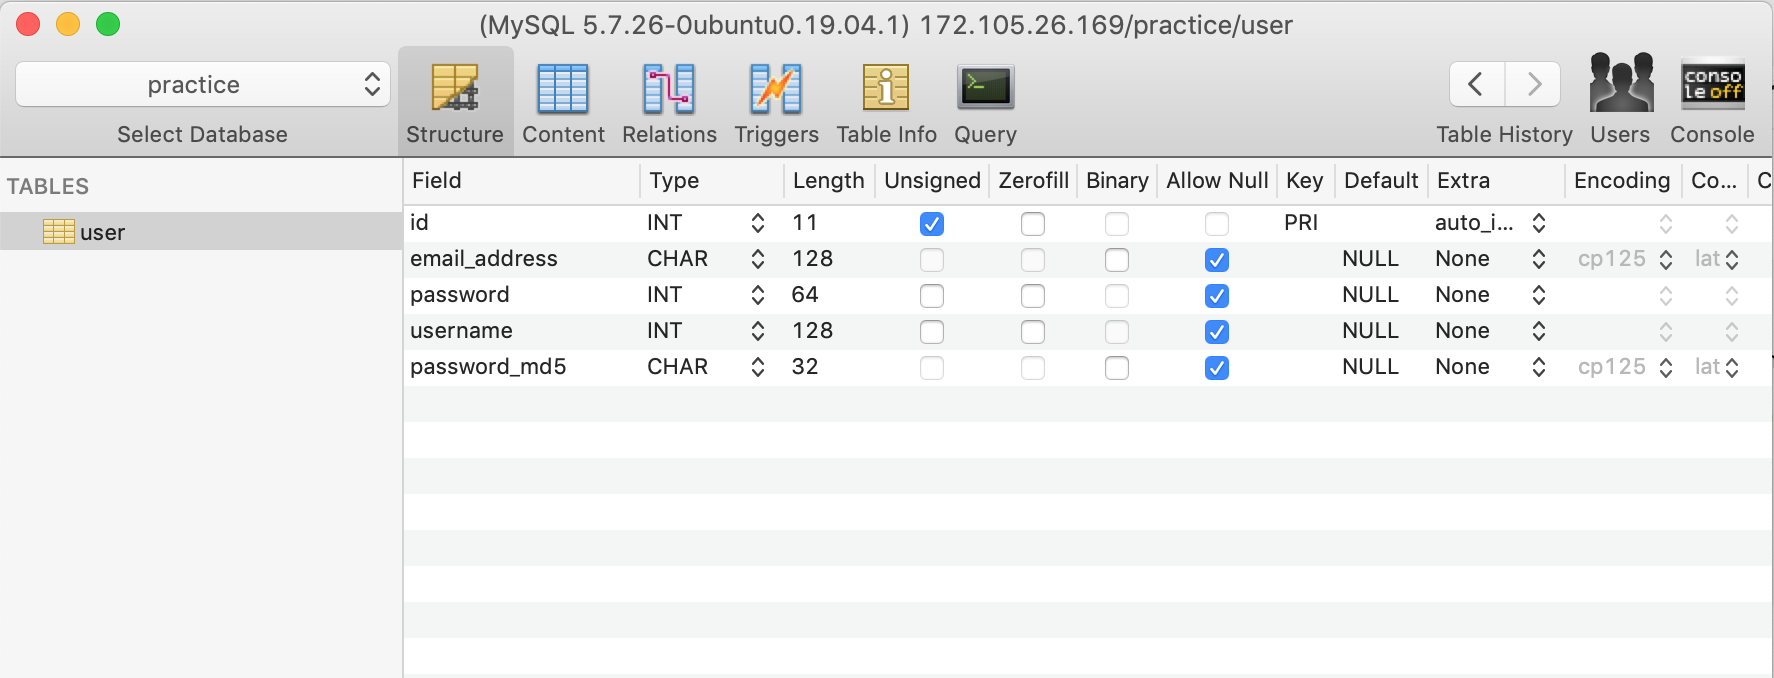 (MySQL 5.7.26-0ubuntu0.19.04.1) 172.105.26.169/practice/user
practice
conso
le off
Select Database Structure Content Relations Triggers Table Info Query Table History Users Console
TABLES
user
Field Type Length Unsigned Zerofill Binary Allow Null Key Default Extra Encoding Co... C
id INT 11 PRI auto_i...
email_address CHAR 128 NULL None cp125 lat
password INT 64 NULL None
username INT 128 NULL None
password_md5 CHAR 32 NULL None cp125 lat